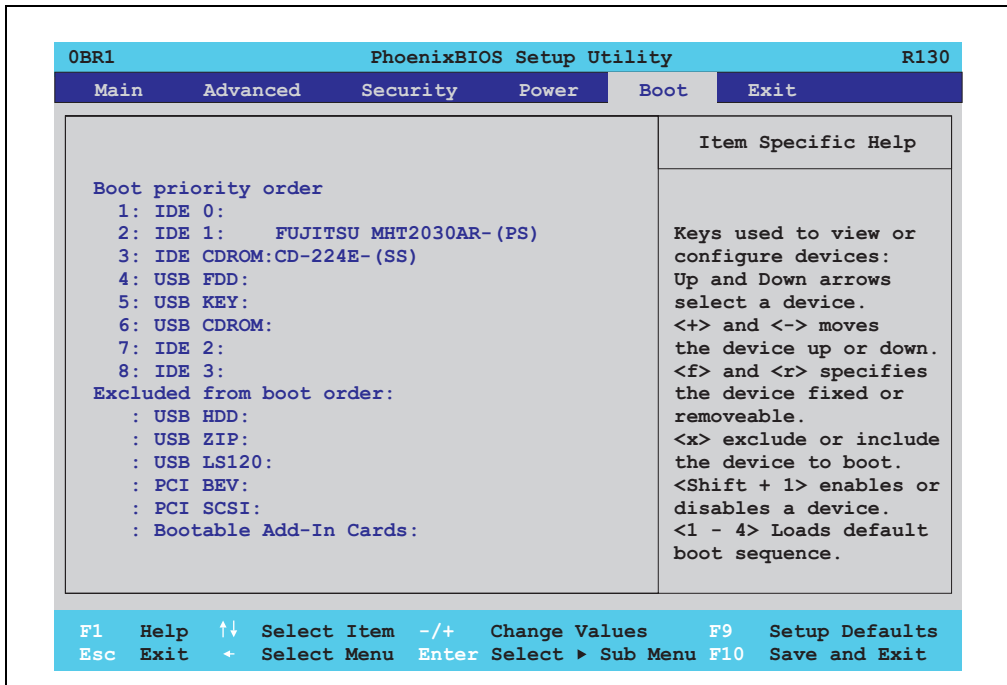 0BR1 PhoenixBIOS Setup Utility R130
Main Advanced Security Power Boot Exit
Item Specific Help
Boot priority order
1: IDE 0:
2: IDE 1: FUJITSU MHT2030AR-(PS)
3: IDE CDROM:CD-224E-(SS)
4: USB FDD:
5: USB KEY:
6: USB CDROM:
7: IDE 2:
8: IDE 3:
Excluded from boot order:
: USB HDD:
: USB ZIP:
: USB LS120:
: PCI BEV:
: PCI SCSI:
: Bootable Add-In Cards:
Keys used to view or
configure devices:
Up and Down arrows
select a device.
<+> and <-> moves
the device up or down.
<f> and <r> specifies
the device fixed or
removeable.
<x> exclude or include
the device to boot.
<Shift + 1> enables or
disables a device.
<1 - 4> Loads default
boot sequence.
F1 Help ↑↓ Select Item -/+ Change Values F9 Setup Defaults
Esc Exit ← Select Menu Enter Select ▶ Sub Menu F10 Save and Exit